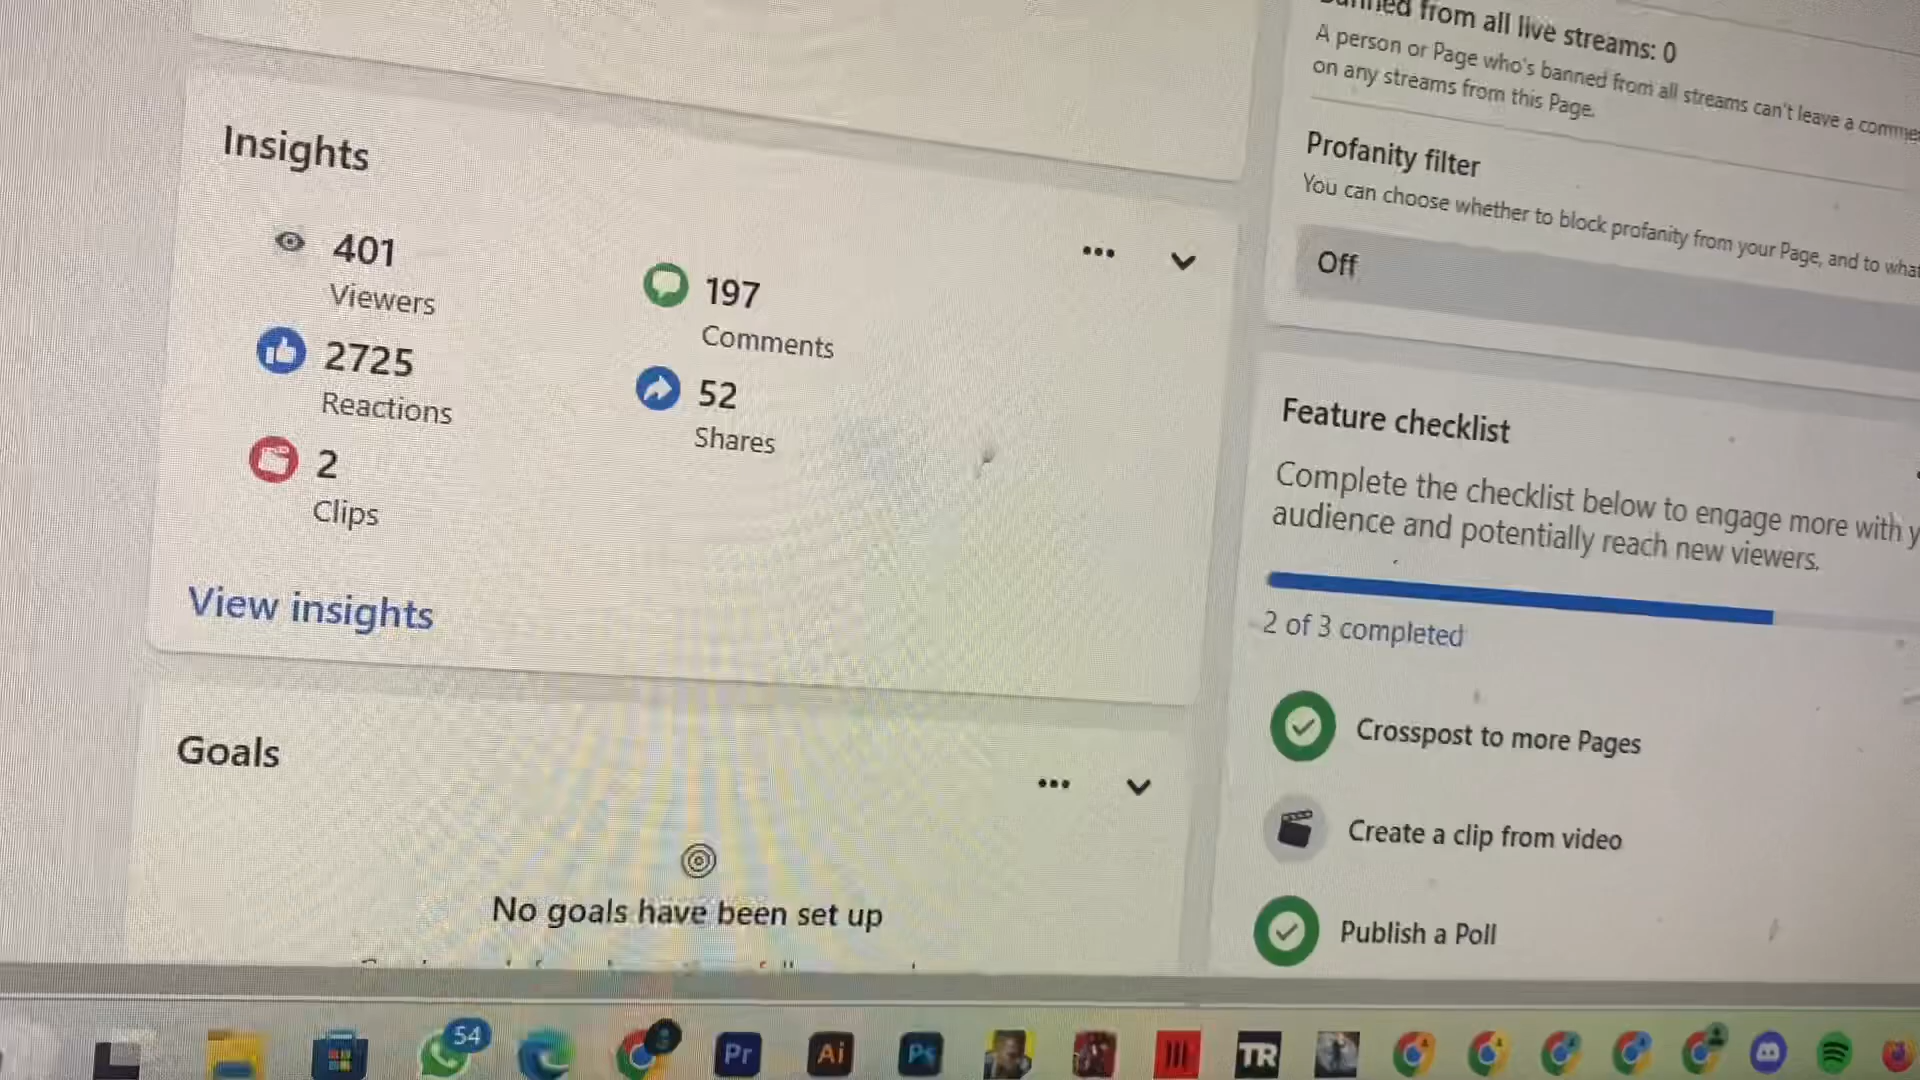 Insights
401
Viewers
197
Comments
2725
Reactions
52
Shares
2
Clips
View insights
Goals
No goals have been set up
from all live streams: 0
A person or Page who's banned from all streams can't leave a
on any streams from this Page.
Profanity filter
You can choose whether to block profanity from your Page, and to
Off
Feature checklist
Complete the checklist below to engage more with
audience and potentially reach new viewers.
2 of 3 completed
Crosspost to more Pages
Create a clip from video
Publish a Poll
54
Pr
Ai
Ps
TR